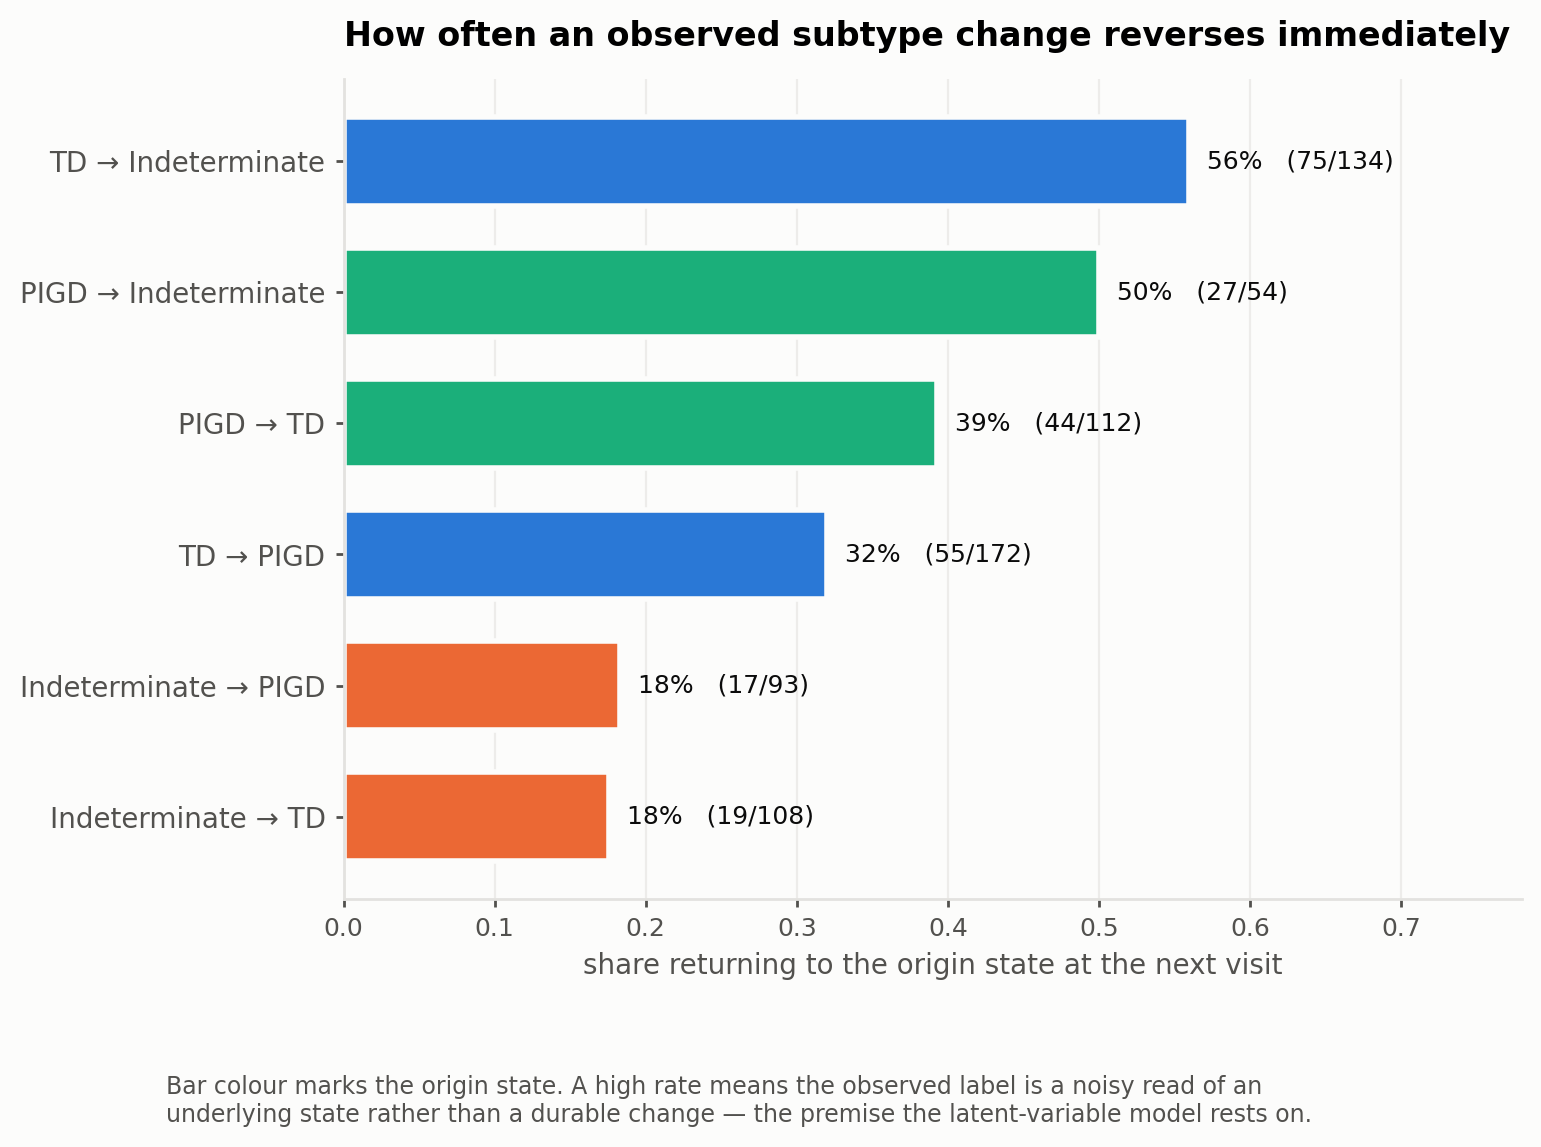 How often an observed subtype change reverses immediately
TD → Indeterminate
56% (75/134)
PIGD → Indeterminate
50% (27/54)
PIGD → TD
39% (44/112)
TD → PIGD
32% (55/172)
Indeterminate → PIGD
18% (17/93)
Indeterminate → TD
18% (19/108)
0.0 0.1 0.2 0.3 0.4 0.5 0.6 0.7
share returning to the origin state at the next visit
Bar colour marks the origin state. A high rate means the observed label is a noisy read of an
underlying state rather than a durable change — the premise the latent-variable model rests on.